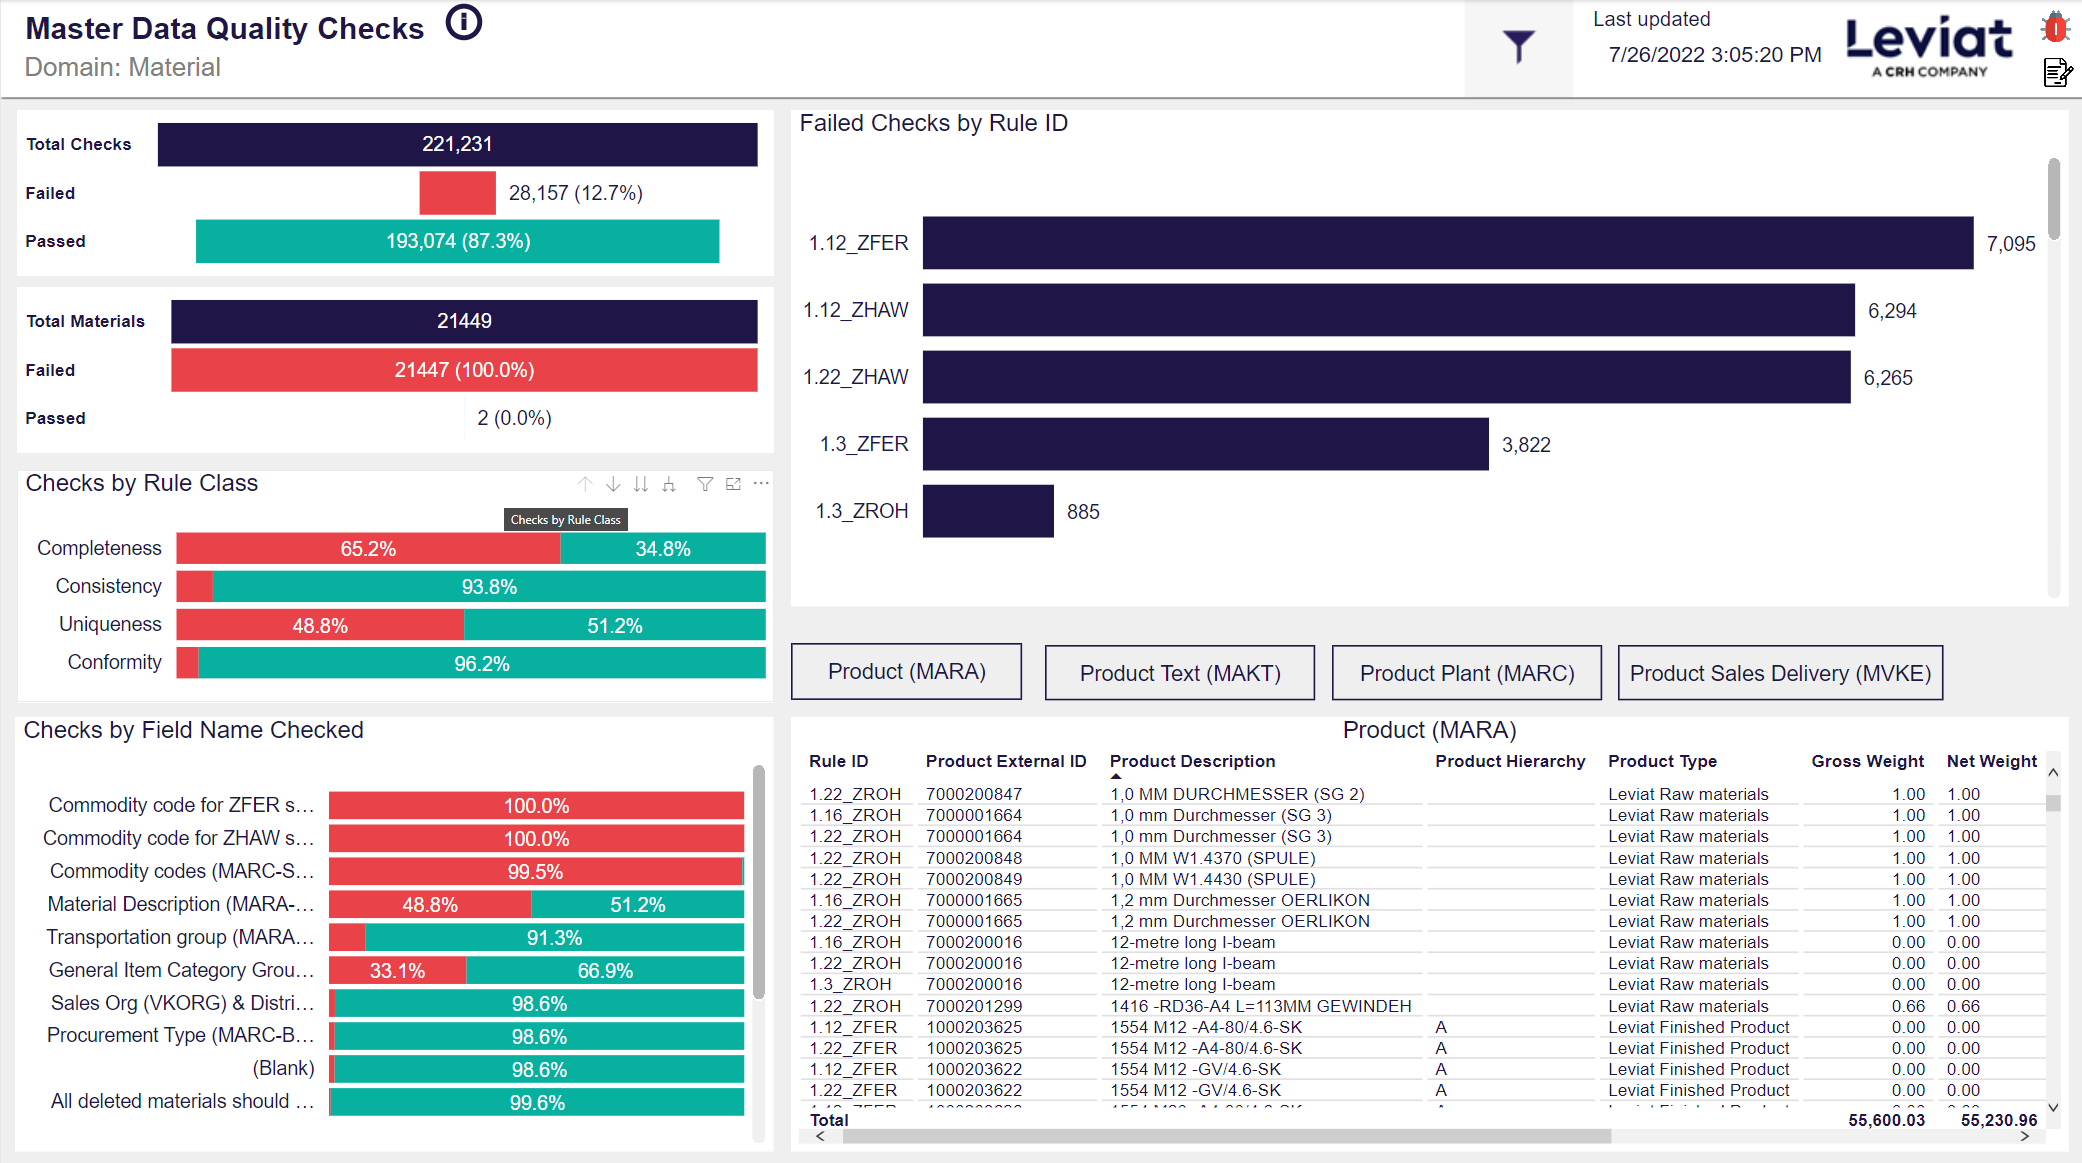 Master Data Quality Checks
Domain: Material
Last updated
7/26/2022 3:05:20 PM
Leviat
A CRH COMPANY
Total Checks 221,231
Failed 28,157 (12.7%)
Passed 193,074 (87.3%)
Total Materials 21449
Failed 21447 (100.0%)
Passed 2 (0.0%)
Checks by Rule Class
Checks by Rule Class
Completeness 65.2% 34.8%
Consistency 93.8%
Uniqueness 48.8% 51.2%
Conformity 96.2%
Checks by Field Name Checked
Commodity code for ZFER s... 100.0%
Commodity code for ZHAW s... 100.0%
Commodity codes (MARC-S... 99.5%
Material Description (MARA-... 48.8% 51.2%
Transportation group (MARA... 91.3%
General Item Category Grou... 33.1% 66.9%
Sales Org (VKORG) & Distri... 98.6%
Procurement Type (MARC-B... 98.6%
(Blank) 98.6%
All deleted materials should ... 99.6%
Failed Checks by Rule ID
1.12_ZFER 7,095
1.12_ZHAW 6,294
1.22_ZHAW 6,265
1.3_ZFER 3,822
1.3_ZROH 885
Product (MARA) Product Text (MAKT) Product Plant (MARC) Product Sales Delivery (MVKE)
Product (MARA)
Rule ID Product External ID Product Description Product Hierarchy Product Type Gross Weight Net Weight
1.22_ZROH 7000200847 1,0 MM DURCHMESSER (SG 2) Leviat Raw materials 1.00 1.00
1.16_ZROH 7000001664 1,0 mm Durchmesser (SG 3) Leviat Raw materials 1.00 1.00
1.22_ZROH 7000001664 1,0 mm Durchmesser (SG 3) Leviat Raw materials 1.00 1.00
1.22_ZROH 7000200848 1,0 MM W1.4370 (SPULE) Leviat Raw materials 1.00 1.00
1.22_ZROH 7000200849 1,0 MM W1.4430 (SPULE) Leviat Raw materials 1.00 1.00
1.16_ZROH 7000001665 1,2 mm Durchmesser OERLIKON Leviat Raw materials 1.00 1.00
1.22_ZROH 7000001665 1,2 mm Durchmesser OERLIKON Leviat Raw materials 1.00 1.00
1.16_ZROH 7000200016 12-metre long I-beam Leviat Raw materials 0.00 0.00
1.22_ZROH 7000200016 12-metre long I-beam Leviat Raw materials 0.00 0.00
1.3_ZROH 7000200016 12-metre long I-beam Leviat Raw materials 0.00 0.00
1.22_ZROH 7000201299 1416 -RD36-A4 L=113MM GEWINDEH Leviat Raw materials 0.66 0.66
1.12_ZFER 1000203625 1554 M12 -A4-80/4.6-SK A Leviat Finished Product 0.00 0.00
1.22_ZFER 1000203625 1554 M12 -A4-80/4.6-SK A Leviat Finished Product 0.00 0.00
1.12_ZFER 1000203622 1554 M12 -GV/4.6-SK A Leviat Finished Product 0.00 0.00
1.22_ZFER 1000203622 1554 M12 -GV/4.6-SK A Leviat Finished Product 0.00 0.00
Total 55,600.03 55,230.96